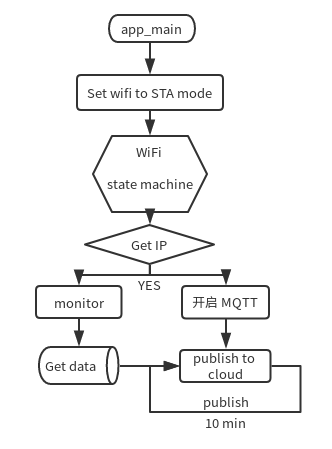 app_main
Set wifi to STA mode
WiFi
state machine
Get IP
YES
monitor
开启 MQTT
Get data
publish to
cloud
publish
10 min